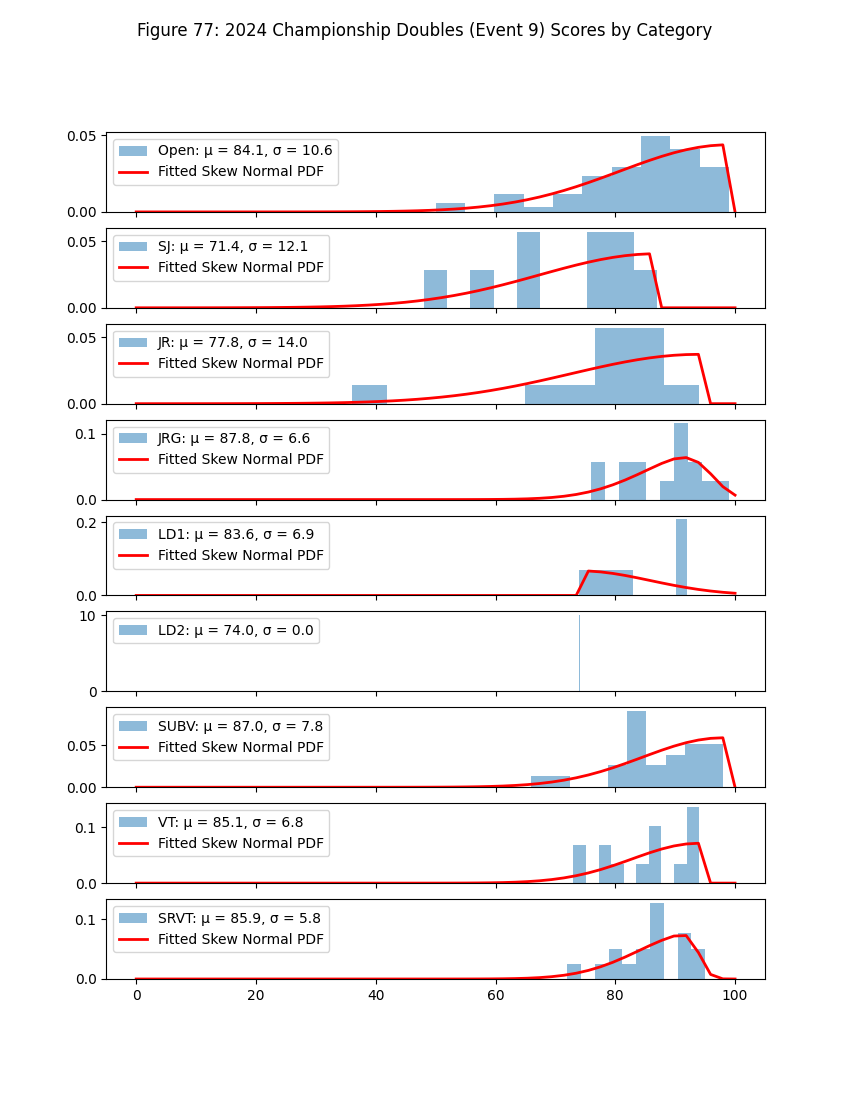 Figure 77: 2024 Championship Doubles (Event 9) Scores by Category
0.05
Open: μ = 84.1, σ = 10.6
Fitted Skew Normal PDF
0.00
0.05
SJ: μ = 71.4, σ = 12.1
Fitted Skew Normal PDF
0.00
0.05
JR: μ = 77.8, σ = 14.0
Fitted Skew Normal PDF
0.00
0.1
JRG: μ = 87.8, σ = 6.6
Fitted Skew Normal PDF
0.0
0.2
LD1: μ = 83.6, σ = 6.9
Fitted Skew Normal PDF
0.0
10
LD2: μ = 74.0, σ = 0.0
0
SUBV: μ = 87.0, σ = 7.8
0.05
Fitted Skew Normal PDF
0.00
VT: μ = 85.1, σ = 6.8
0.1
Fitted Skew Normal PDF
0.0
SRVT: μ = 85.9, σ = 5.8
0.1
Fitted Skew Normal PDF
0.0
0 20 40 60 80 100